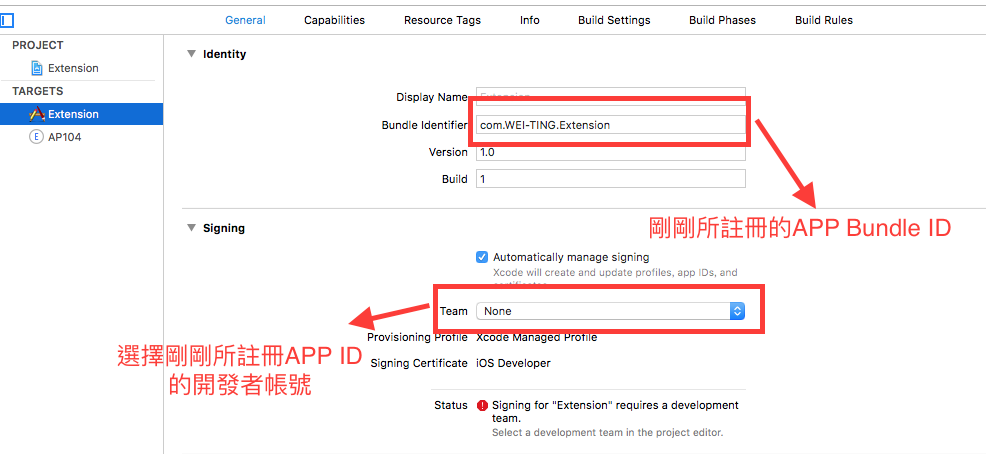 General Capabilities Resource Tags Info Build Settings Build Phases Build Rules
PROJECT
Extension
TARGETS
Extension
E AP104
Identity
Display Name Extension
Bundle Identifier com.WEI-TING.Extension
Version 1.0
Build 1
剛剛所註冊的APP Bundle ID
Signing
Automatically manage signing
Xcode will create and update profiles, app IDs, and
certificates.
Team None
Provisioning Profile Xcode Managed Profile
Signing Certificate iOS Developer
選擇剛剛所註冊APP ID
的開發者帳號
Status Signing for "Extension" requires a development
team.
Select a development team in the project editor.